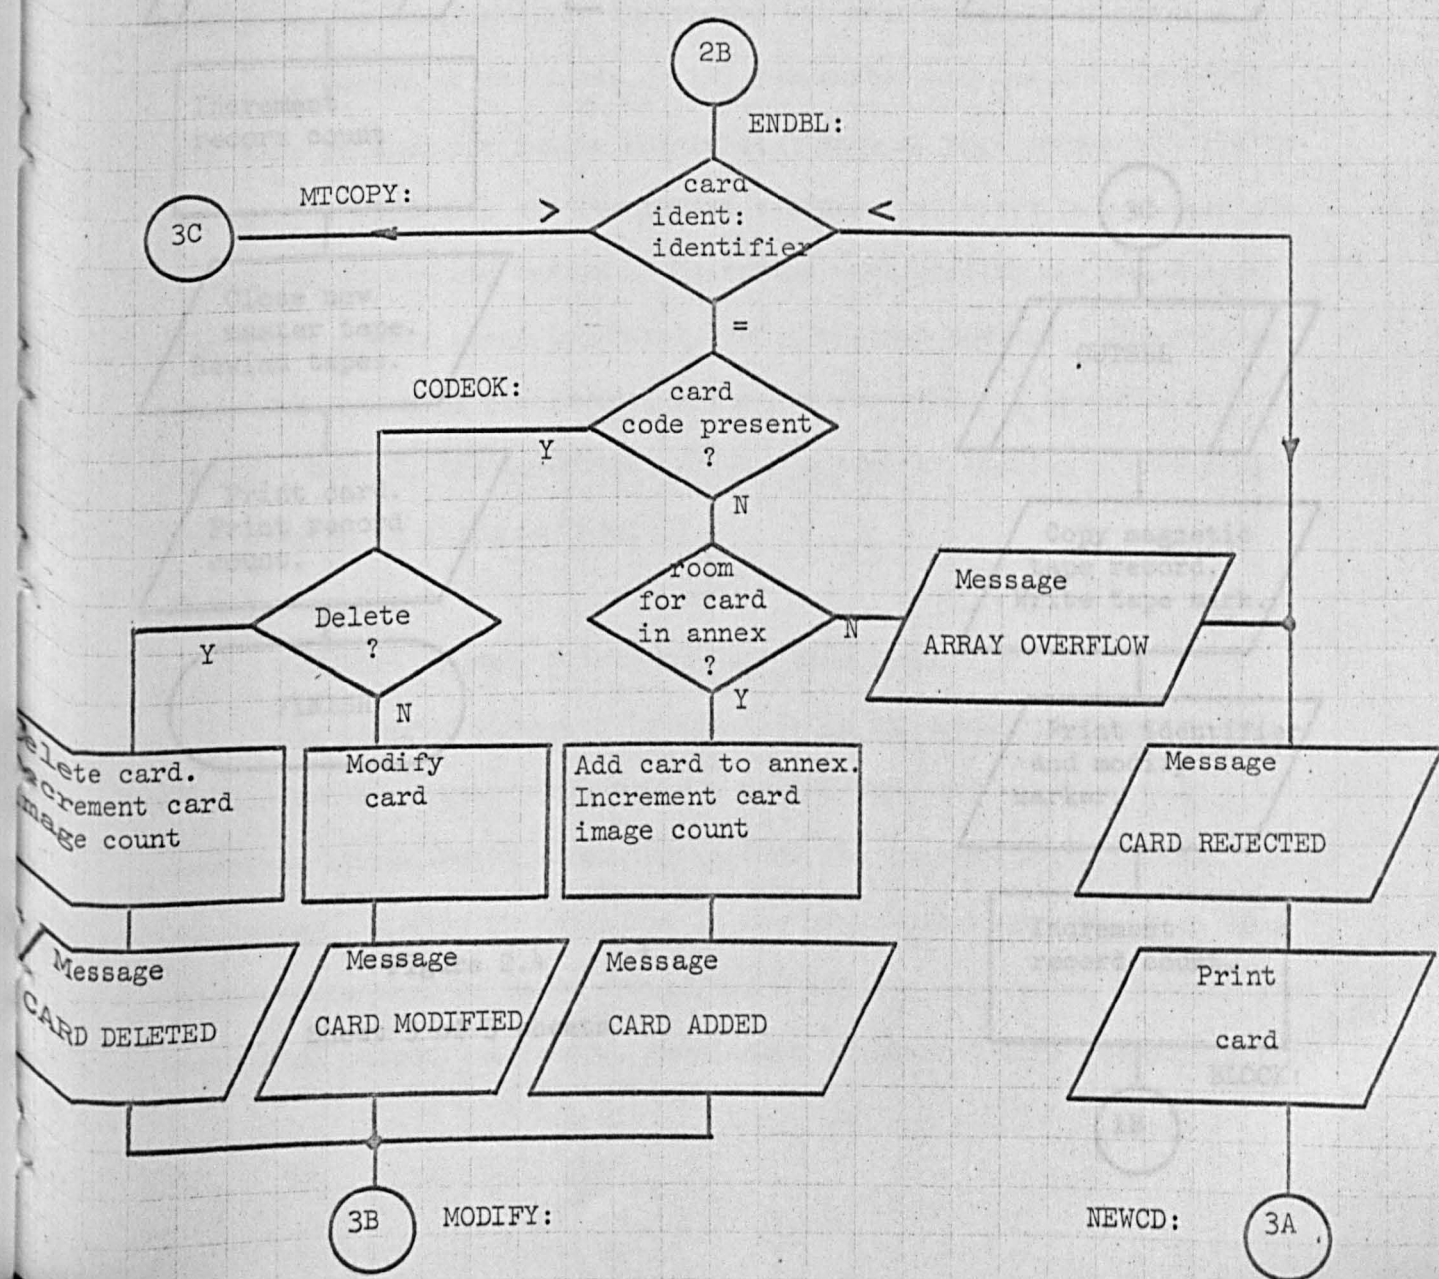 2B
ENDBL:
MTCOPY:
>
<
3C
card
ident:
identifier
=
CODEOK:
card
code present
?
Y
N
Delete
?
room
for card
in annex
?
N
Message
ARRAY OVERFLOW
Y
N
Y
Delete card.
Decrement card
image count
Modify
card
Add card to annex.
Increment card
image count
Message
CARD REJECTED
Message
CARD DELETED
Message
CARD MODIFIED
Message
CARD ADDED
Print
card
3B
MODIFY:
NEWCD:
3A